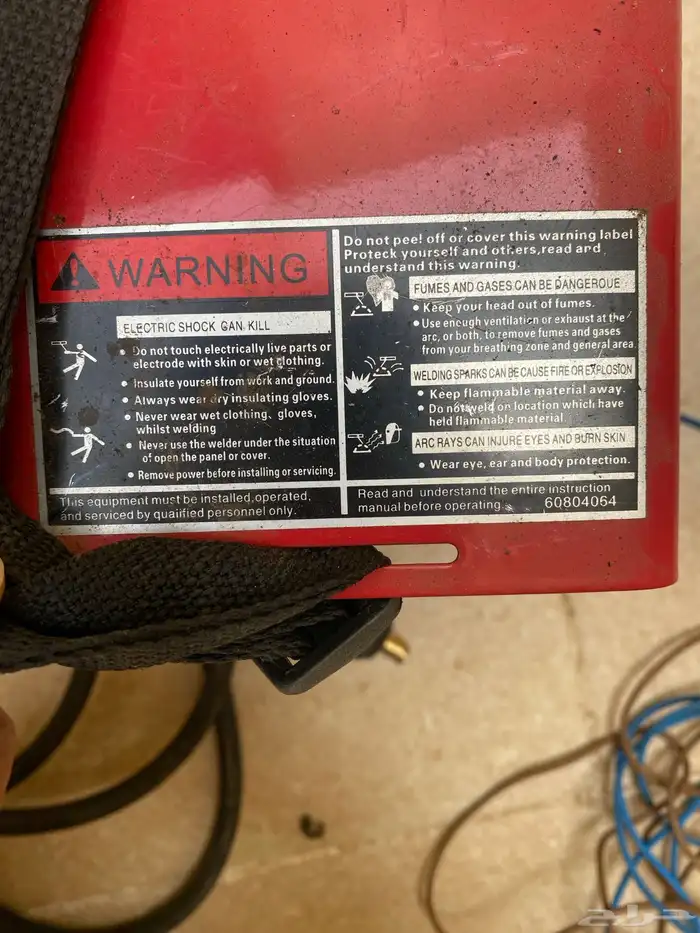 WARNING
ELECTRIC SHOCK CAN KILL
Do not touch electrically live parts or
electrode with skin or wet clothing.
Insulate yourself from work and ground.
Always wear dry insulating gloves.
Never wear wet clothing, gloves,
whilst welding
Never use the welder under the situation
of open the panel or cover.
Remove power before installing or servicing.
This equipment must be installed,operated,
and serviced by quaified personnel only.
Do not peel off or cover this warning label
Proteck yourself and others,read and
understand this warning.
FUMES AND GASES CAN BE DANGEROUE
Keep your head out of fumes.
Use enough ventilation or exhaust at the
arc, or both, to remove fumes and gases
from your breathing zone and general area.
WELDING SPARKS CAN BE CAUSE FIRE OR EXPLOSION
Keep flammable material away.
Do not weld on location which have
held flammable material.
ARC RAYS CAN INJURE EYES AND BURN SKIN
Wear eye, ear and body protection.
Read and understand the entire instruction
manual before operating.
60804064
حراج